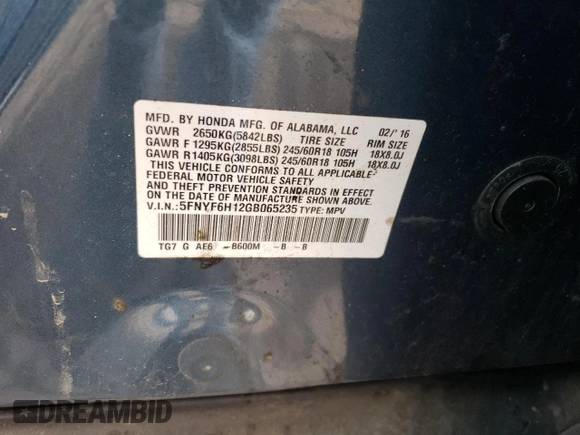 MFD. BY HONDA MFG. OF ALABAMA, LLC 02/'16
GVWR 2650KG(5842LBS) TIRE SIZE RIM SIZE
GAWR F 1295KG(2855LBS) 245/60R18 105H 18X8.0J
GAWR R 1405KG(3098LBS) 245/60R18 105H 18X8.0J
THIS VEHICLE CONFORMS TO ALL APPLICABLE
FEDERAL MOTOR VEHICLE SAFETY STANDARDS IN EFFECT
ON THE DATE OF MANUFACTURE SHOWN ABOVE.
V.I.N.: 5FNYF6H12GB065235 TYPE: MPV
TG7 G AE6 -B600M -B -B
DREAMBID